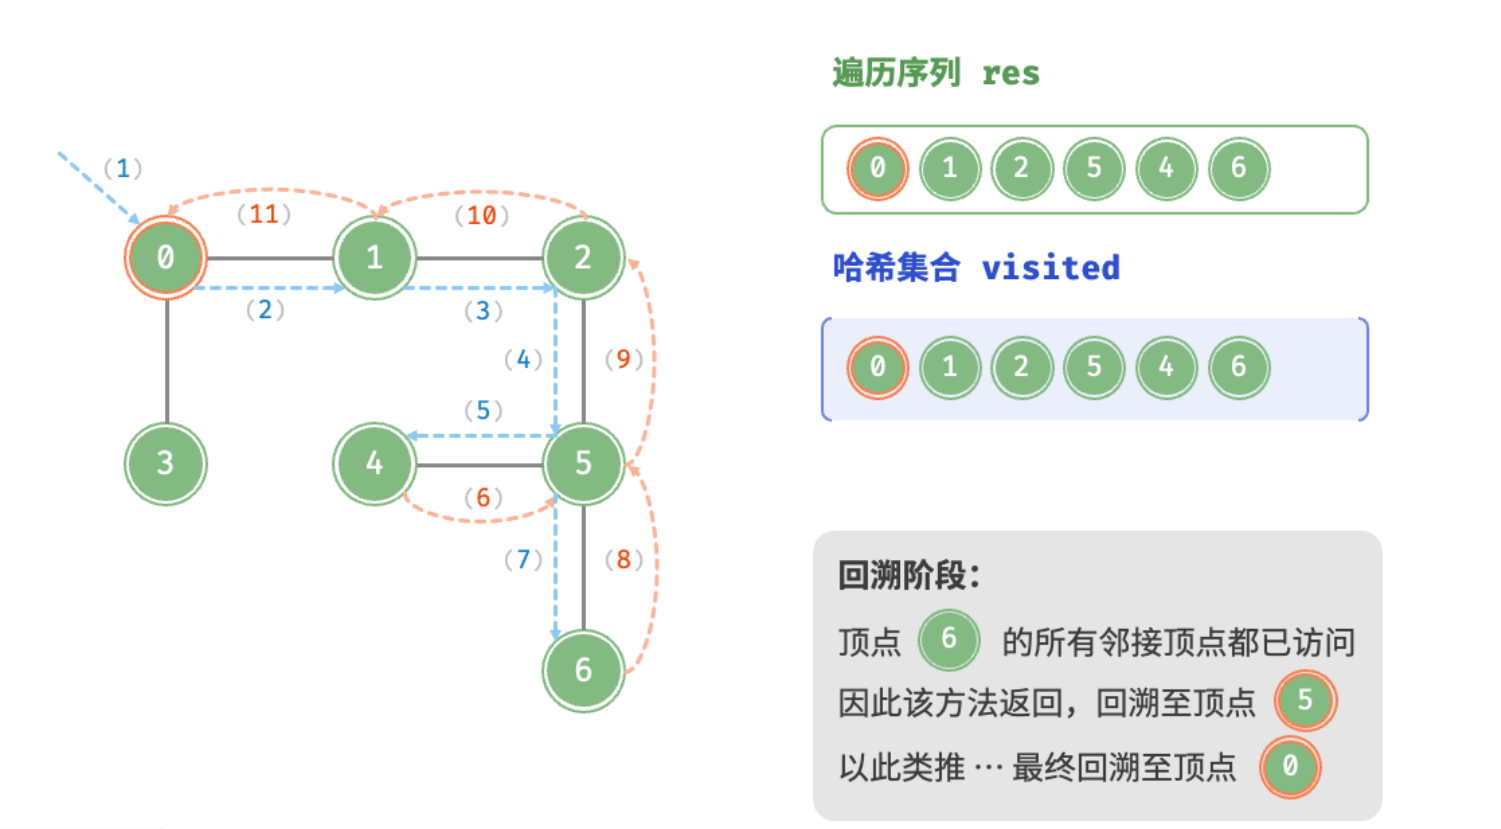 遍历序列 res
0 1 2 5 4 6
哈希集合 visited
0 1 2 5 4 6
(1)
(11) (10)
0 1 2
(2) (3)
(4) (9)
(5)
3 4 5
(6)
(7) (8)
6
回溯阶段：
顶点 6 的所有邻接顶点都已访问
因此该方法返回，回溯至顶点 5
以此类推 ··· 最终回溯至顶点 0